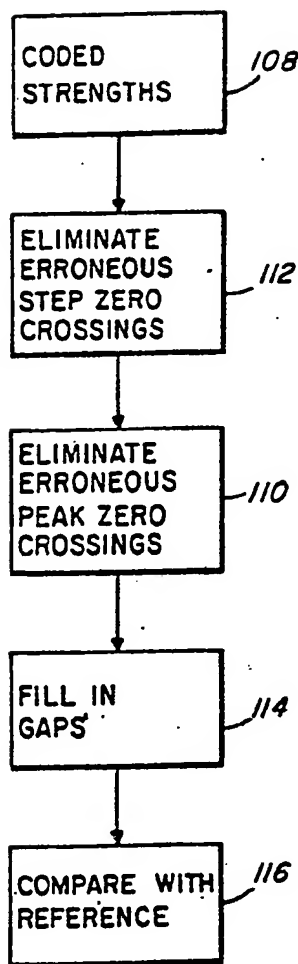 CODED
STRENGTHS
108
ELIMINATE
ERRONEOUS
STEP ZERO
CROSSINGS
112
ELIMINATE
ERRONEOUS
PEAK ZERO
CROSSINGS
110
FILL IN
GAPS
114
COMPARE WITH
REFERENCE
116